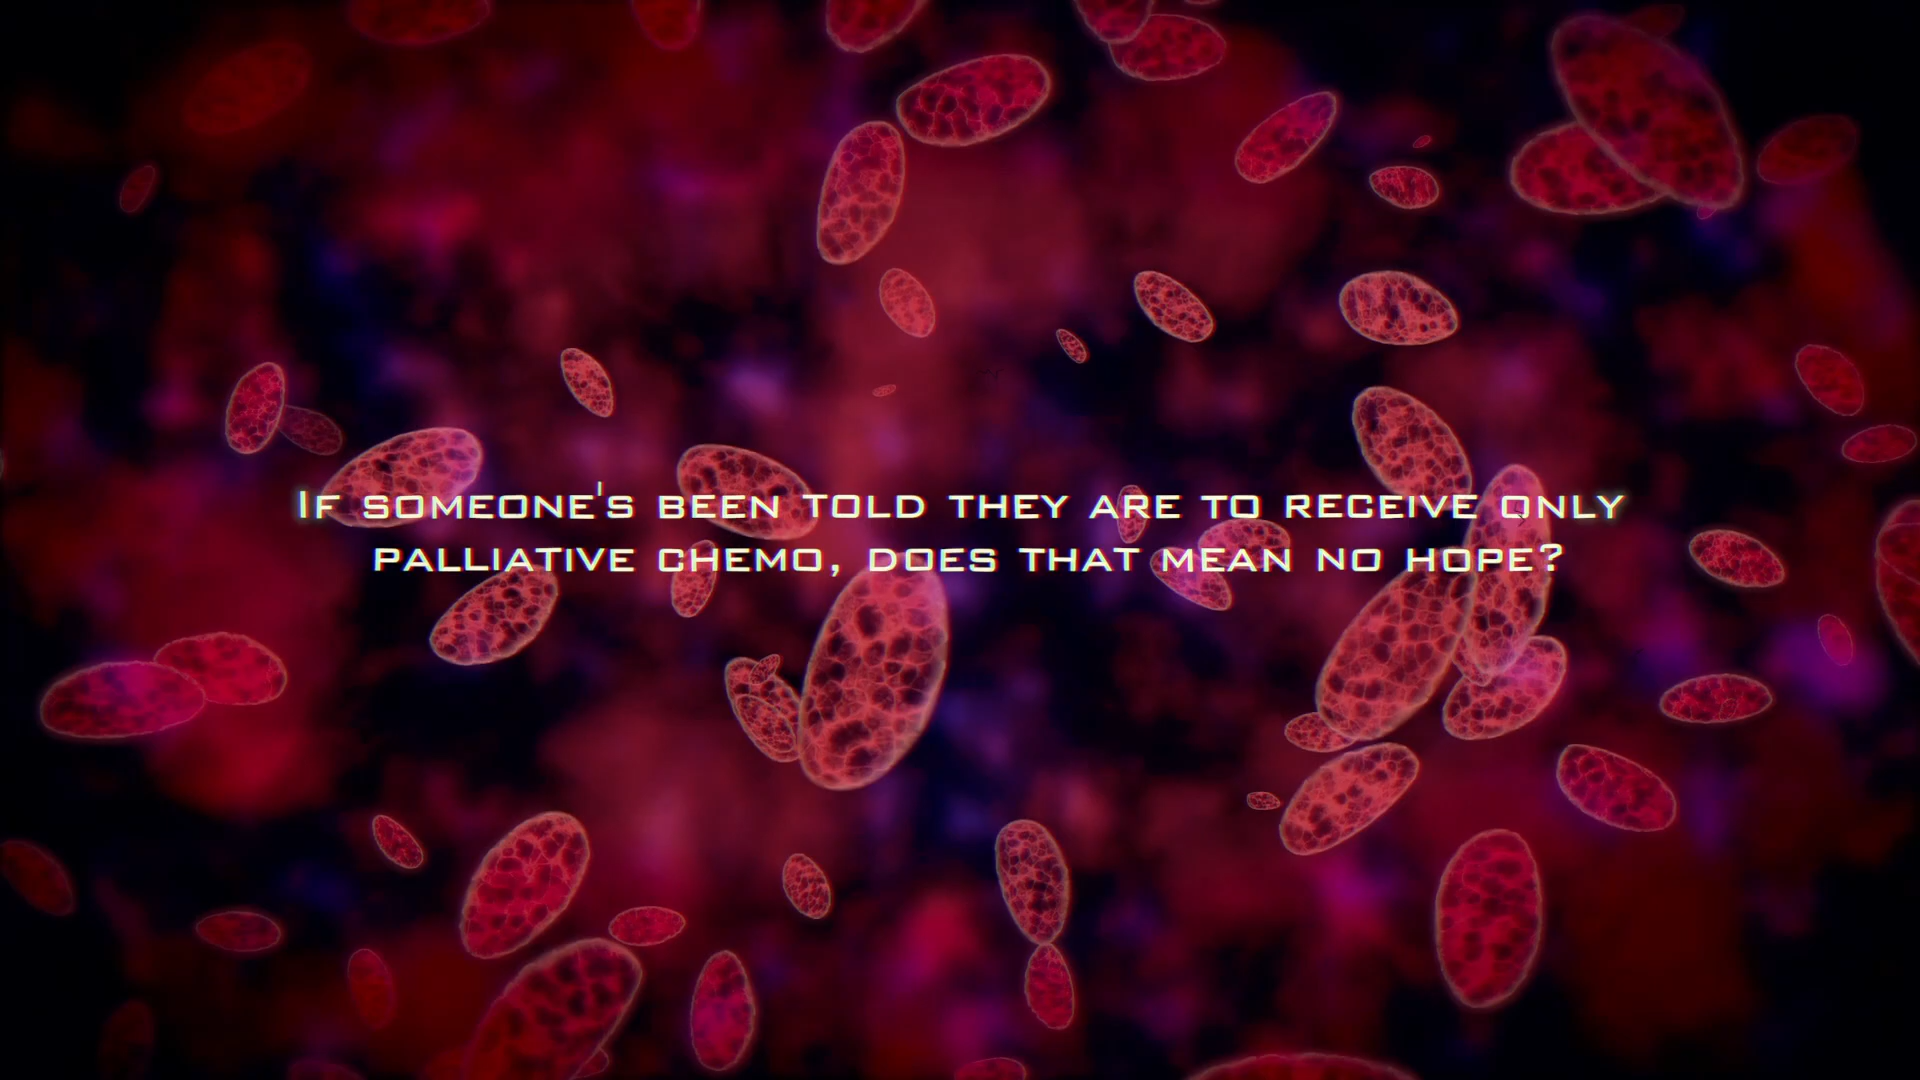 If someone's been told they are to receive only
palliative chemo, does that mean no hope?